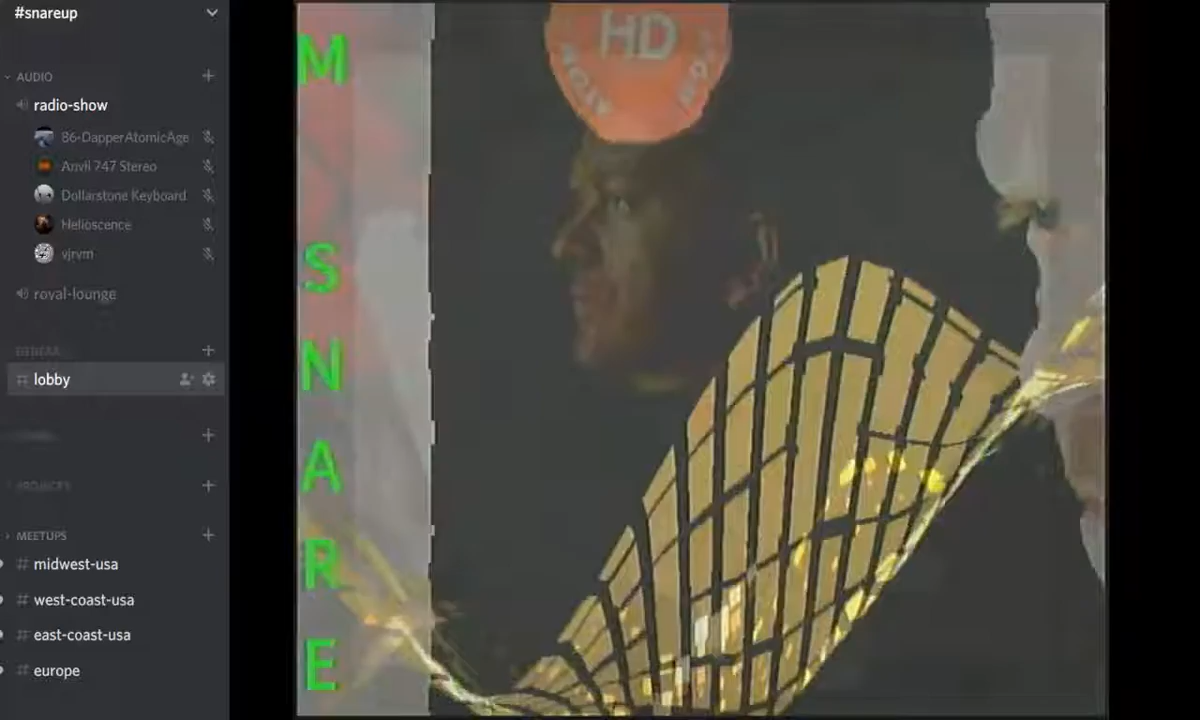 #snareup
AUDIO
radio-show
86-DapperAtomicAge
Anvil 747 Stereo
Dollarstone Keyboard
Helioscence
vjrvm
royal-lounge
lobby
PROJECTS
MEETUPS
midwest-usa
west-coast-usa
east-coast-usa
europe
M
S
N
A
R
E
HD